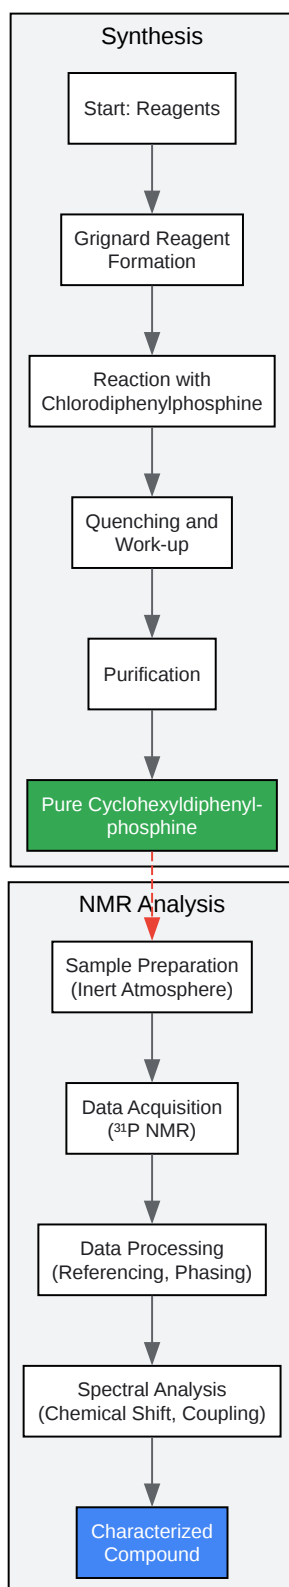 Synthesis
Start: Reagents
Grignard Reagent
Formation
Reaction with
Chlorodiphenylphosphine
Quenching and
Work-up
Purification
Pure Cyclohexyldiphenyl-
phosphine
NMR Analysis
Sample Preparation
(Inert Atmosphere)
Data Acquisition
(³¹P NMR)
Data Processing
(Referencing, Phasing)
Spectral Analysis
(Chemical Shift, Coupling)
Characterized
Compound